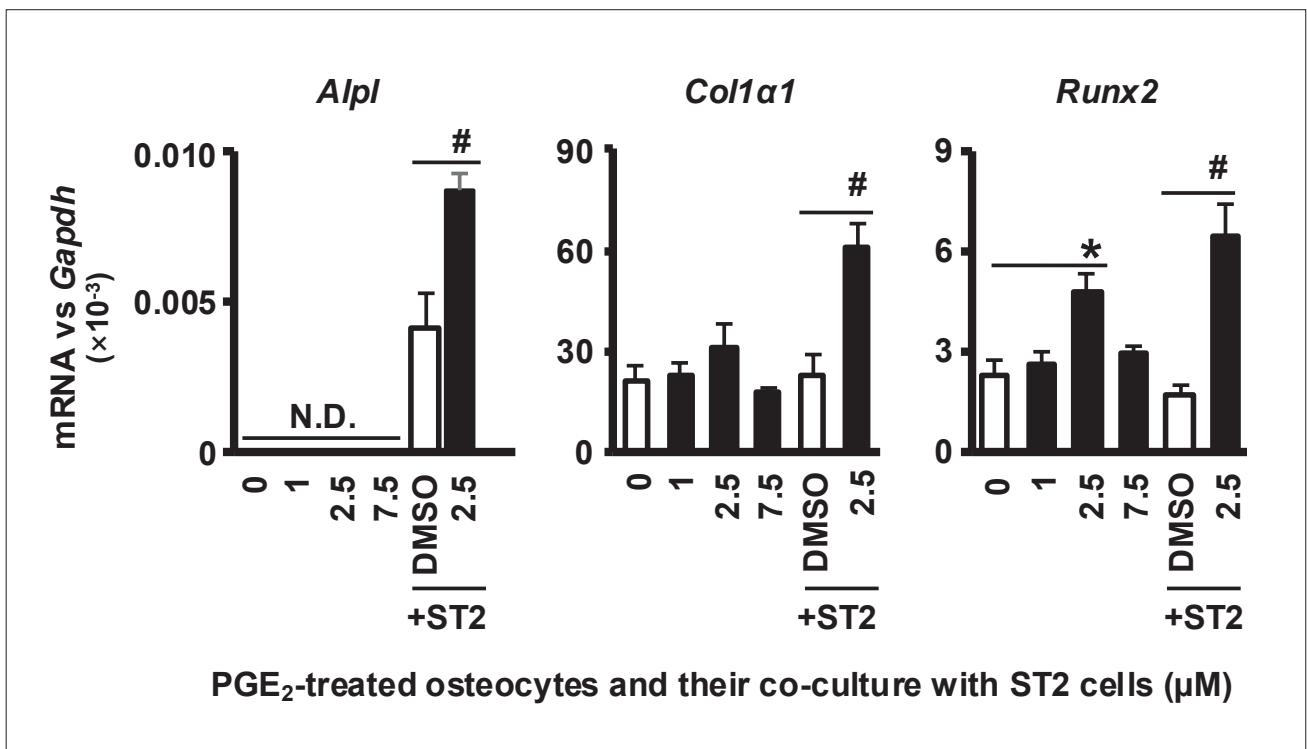 Alpl
Col1α1
Runx2
mRNA vs Gapdh
(×10⁻³)
0.010
0.005
0
N.D.
#
0
1
2.5
7.5
DMSO
2.5
+ST2
90
60
30
0
#
0
1
2.5
7.5
DMSO
2.5
+ST2
9
6
3
0
*
#
0
1
2.5
7.5
DMSO
2.5
+ST2
PGE₂-treated osteocytes and their co-culture with ST2 cells (μM)